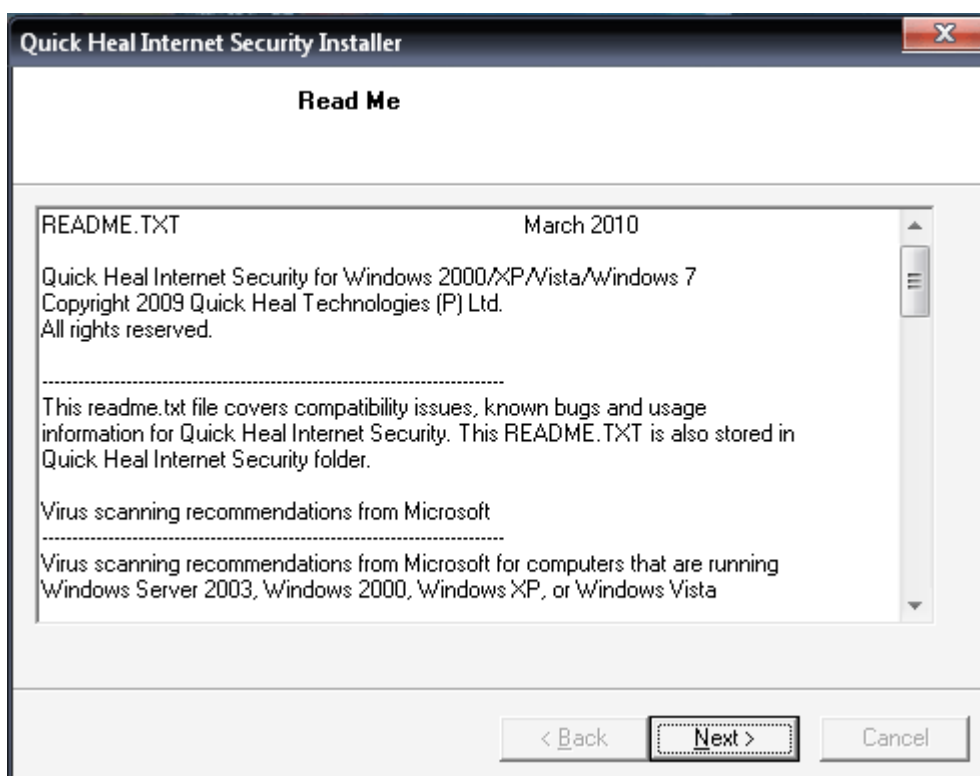 Quick Heal Internet Security Installer
Read Me
README.TXT March 2010
Quick Heal Internet Security for Windows 2000/XP/Vista/Windows 7
Copyright 2009 Quick Heal Technologies (P) Ltd.
All rights reserved.
-----------------------------------------------------------------------------
This readme.txt file covers compatibility issues, known bugs and usage
information for Quick Heal Internet Security. This README.TXT is also stored in
Quick Heal Internet Security folder.
Virus scanning recommendations from Microsoft
-----------------------------------------------------------------------------
Virus scanning recommendations from Microsoft for computers that are running
Windows Server 2003, Windows 2000, Windows XP, or Windows Vista
< Back Next > Cancel